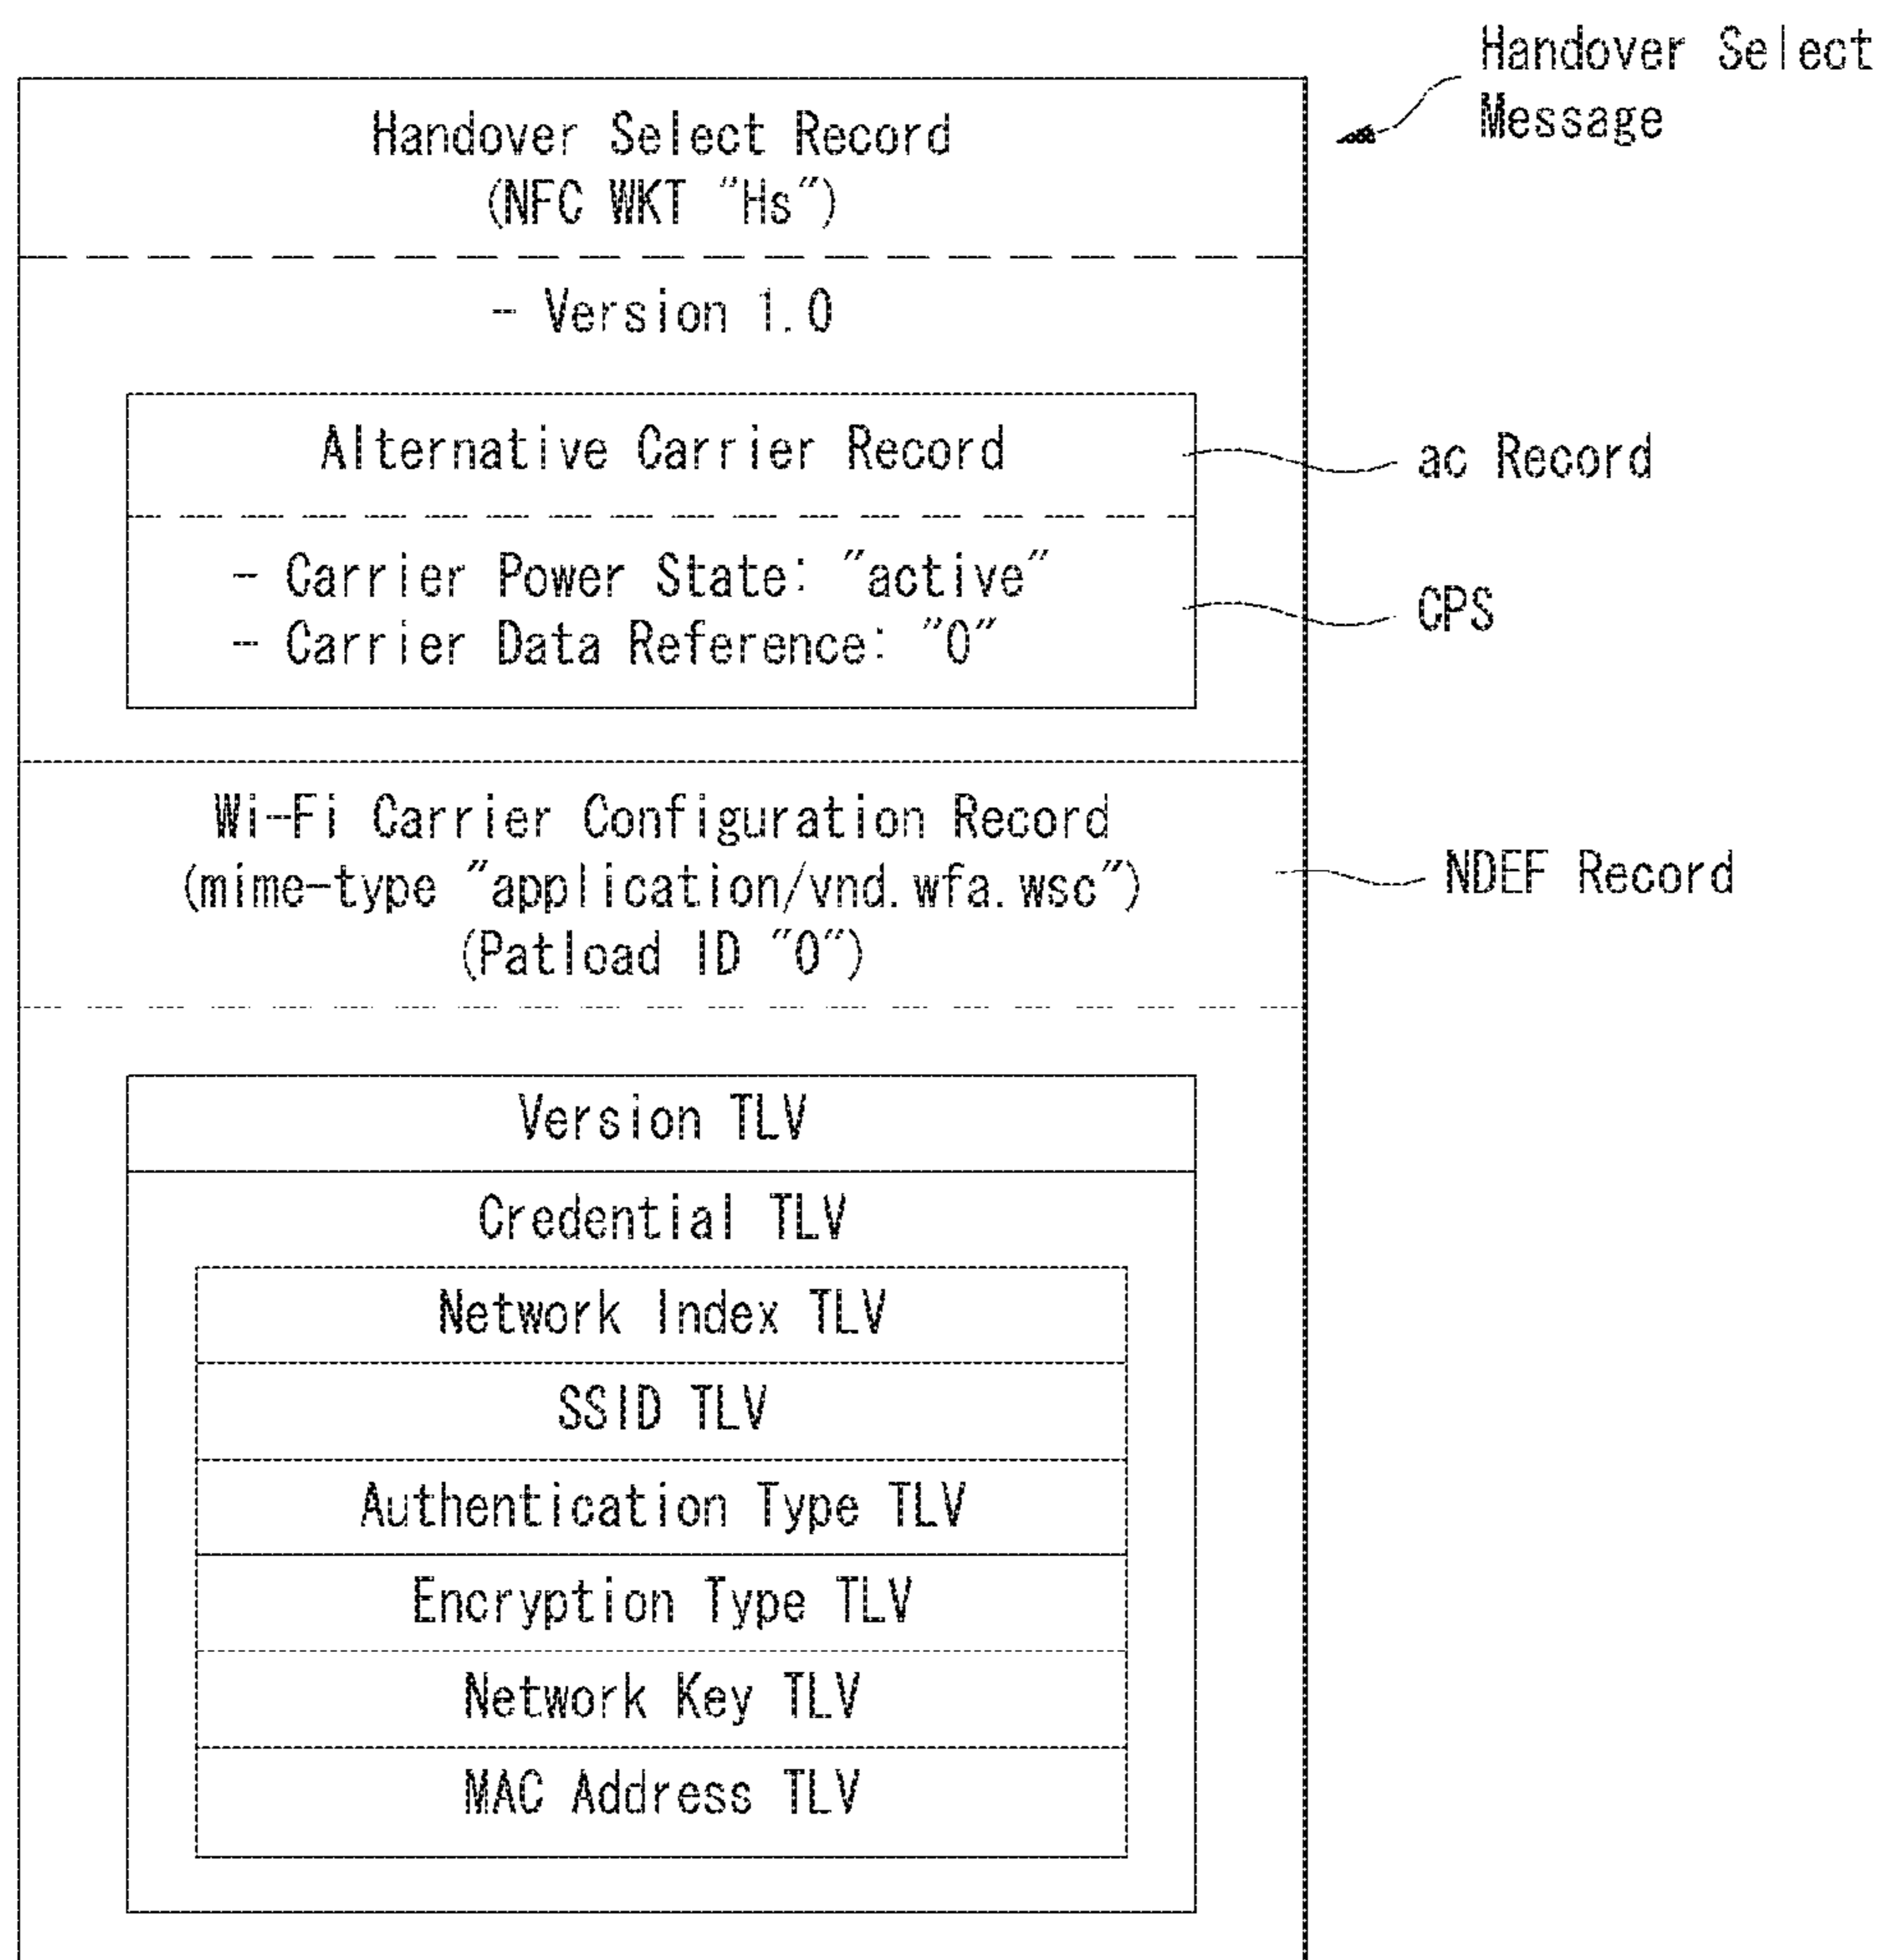 Handover Select
Message
Handover Select Record
(NFC WKT "Hs")
- Version 1.0
Alternative Carrier Record
ac Record
- Carrier Power State: "active"
- Carrier Data Reference: "0"
CPS
Wi-Fi Carrier Configuration Record
(mime-type "application/vnd.wfa.wsc")
(Patload ID "0")
NDEF Record
Version TLV
Credential TLV
Network Index TLV
SSID TLV
Authentication Type TLV
Encryption Type TLV
Network Key TLV
MAC Address TLV